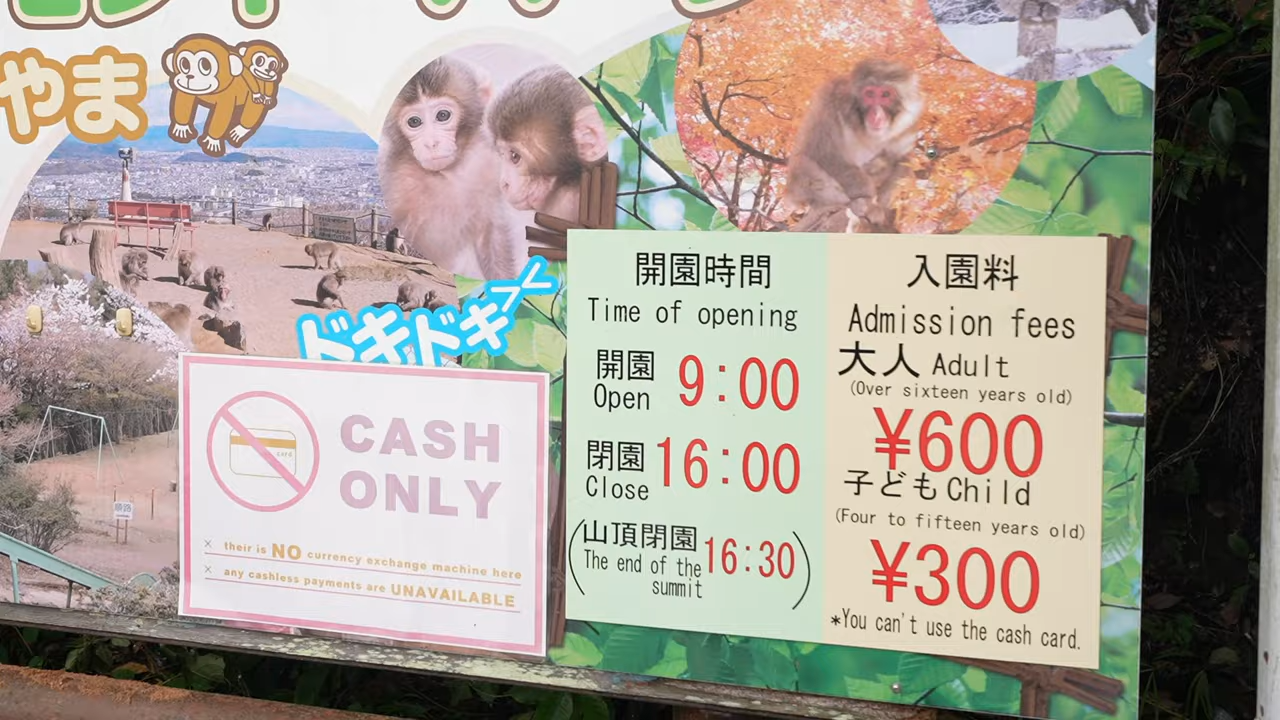 やま
ドキドキ
CASH
ONLY
× their is NO currency exchange machine here
× any cashless payments are UNAVAILABLE
開園時間
Time of opening
開園
Open
9:00
閉園
Close
16:00
(山頂閉園
The end of the
summit
16:30)
入園料
Admission fees
大人 Adult
(Over sixteen years old)
¥600
子ども Child
(Four to fifteen years old)
¥300
*You can't use the cash card.
順路